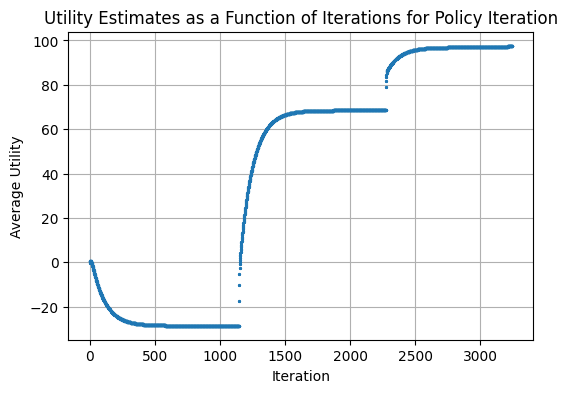 Utility Estimates as a Function of Iterations for Policy Iteration
100
80
60
40
20
0
−20
Average Utility
0 500 1000 1500 2000 2500 3000
Iteration